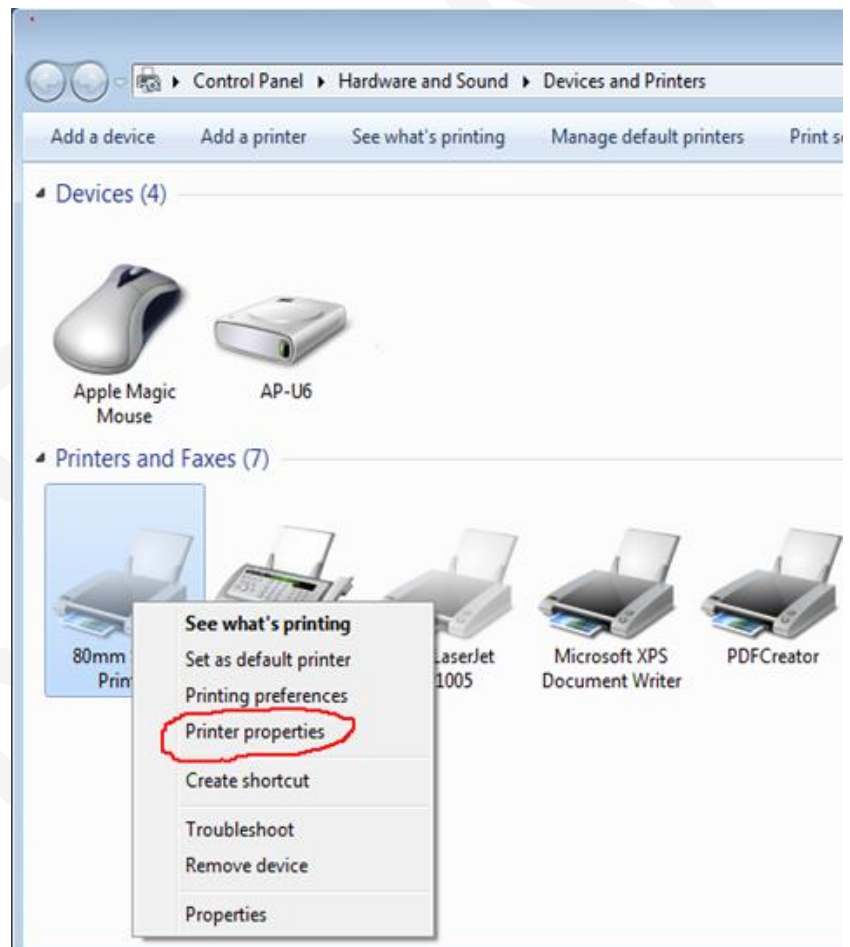 Control Panel ▸ Hardware and Sound ▸ Devices and Printers
Add a device Add a printer See what's printing Manage default printers Print
Devices (4)
Apple Magic
Mouse
AP-U6
Printers and Faxes (7)
80mm
LaserJet
1005
Microsoft XPS
Document Writer
PDFCreator
See what's printing
Set as default printer
Printing preferences
Printer properties
Create shortcut
Troubleshoot
Remove device
Properties